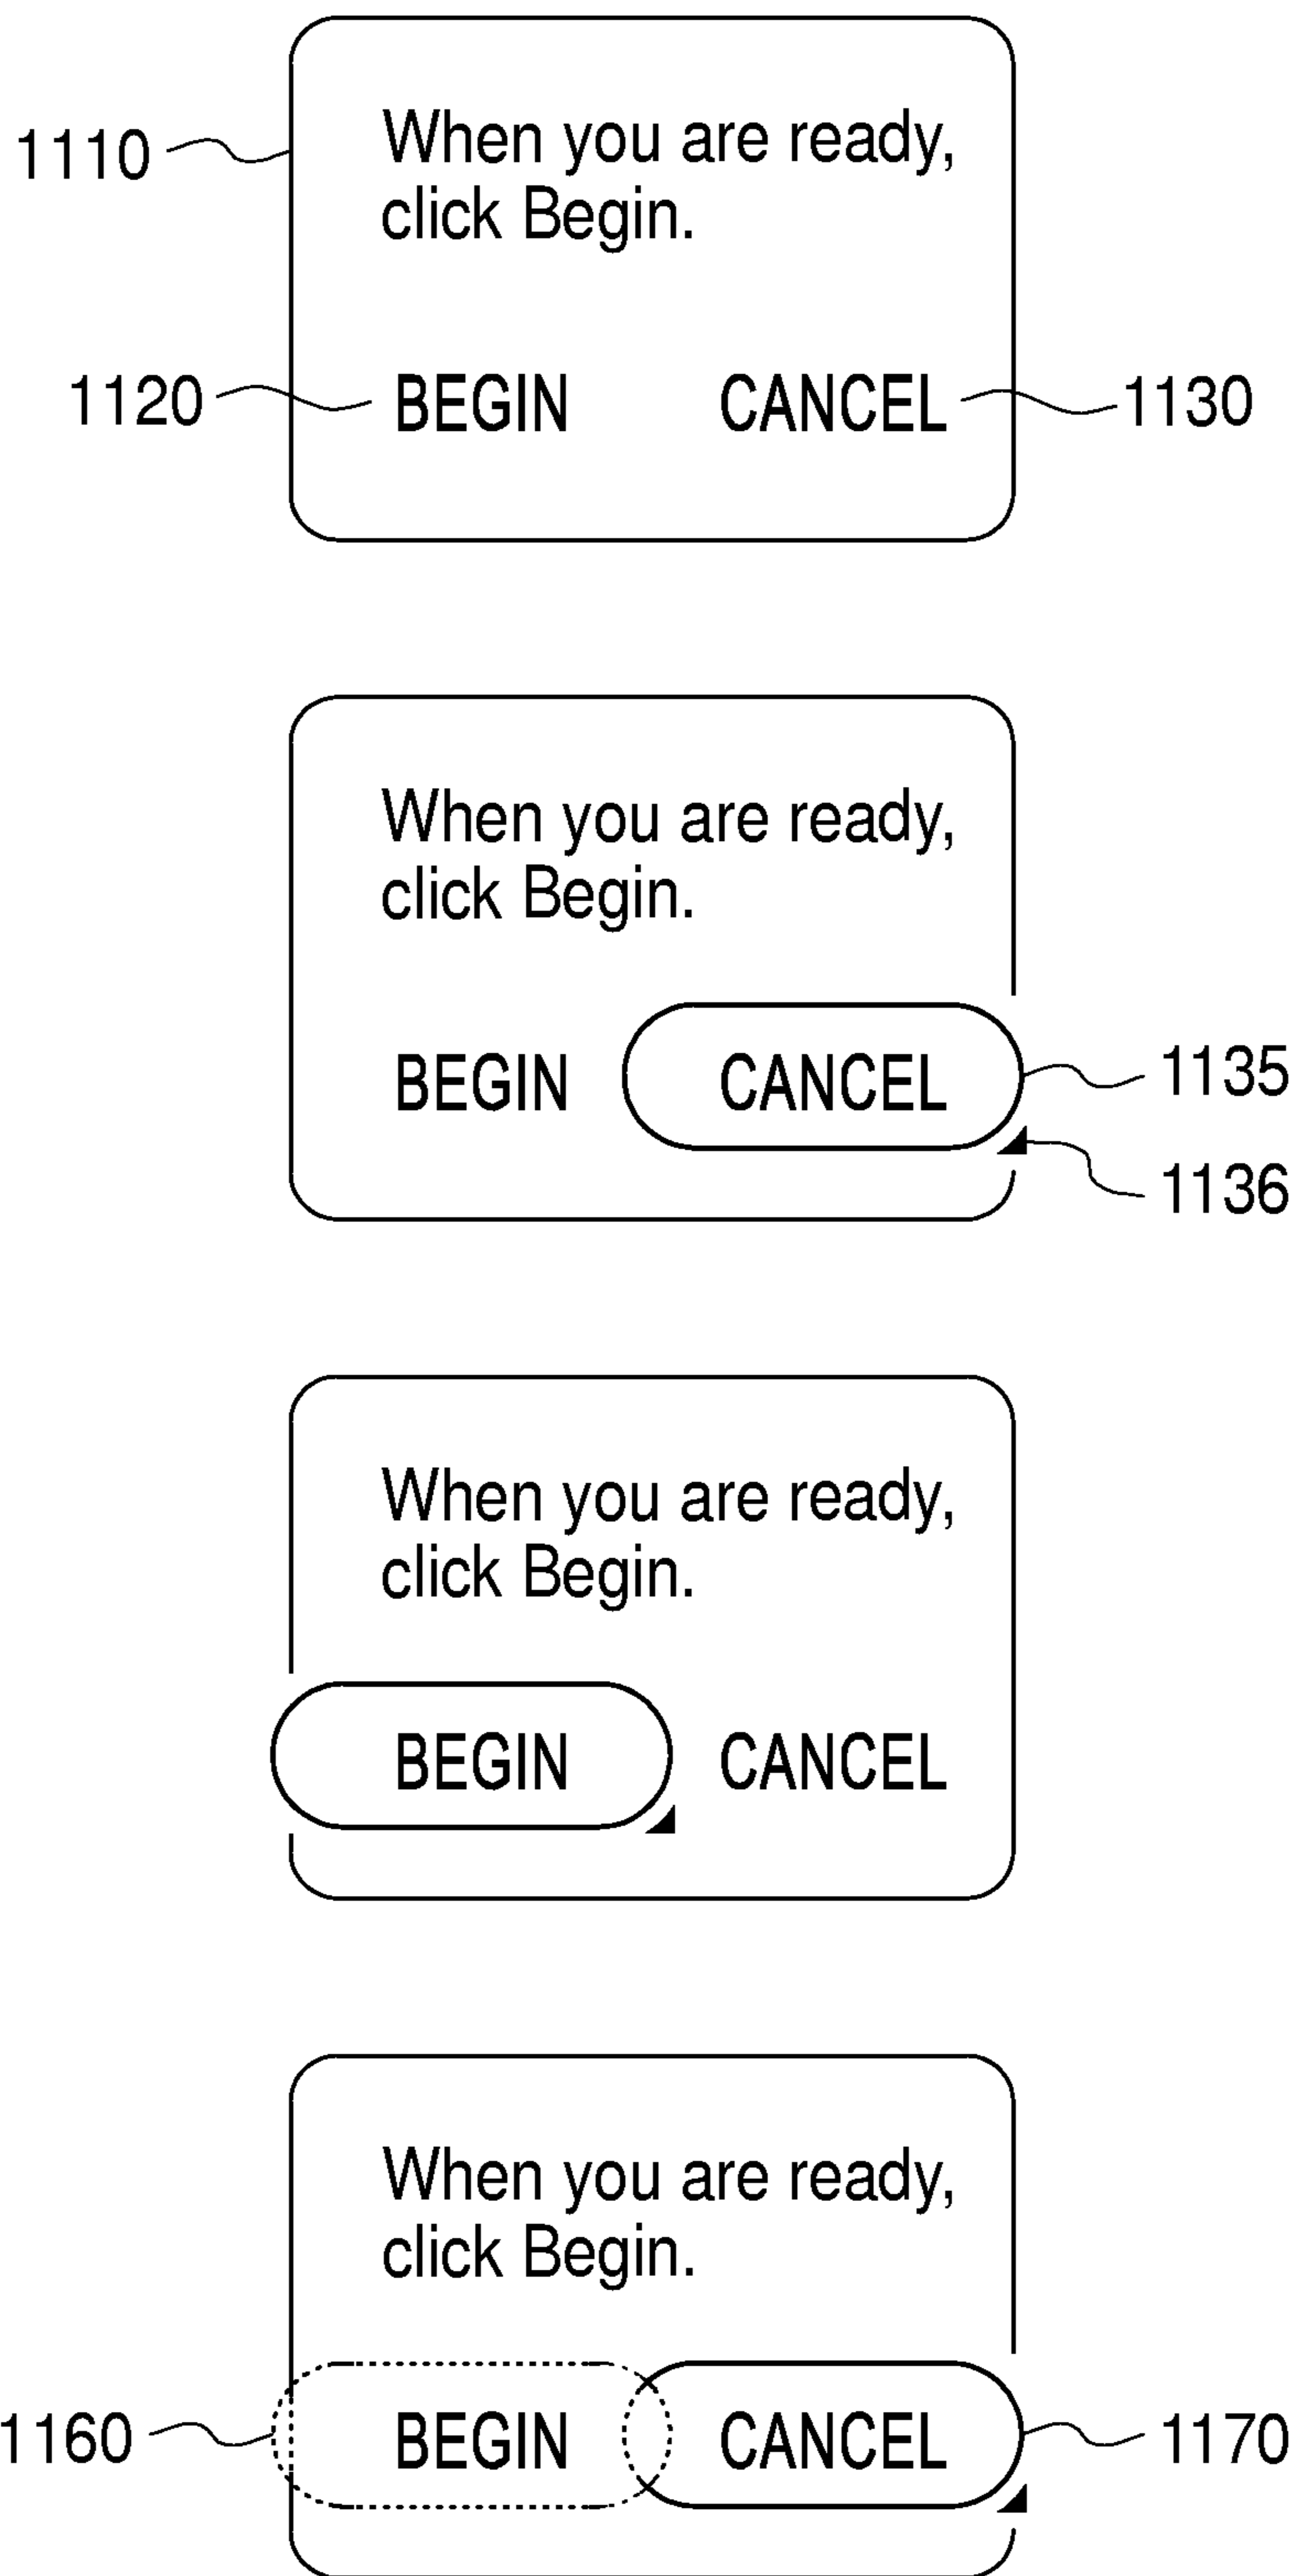 1110
When you are ready,
click Begin.
1120 BEGIN CANCEL 1130
When you are ready,
click Begin.
BEGIN CANCEL 1135
1136
When you are ready,
click Begin.
BEGIN CANCEL
When you are ready,
click Begin.
1160 BEGIN CANCEL 1170